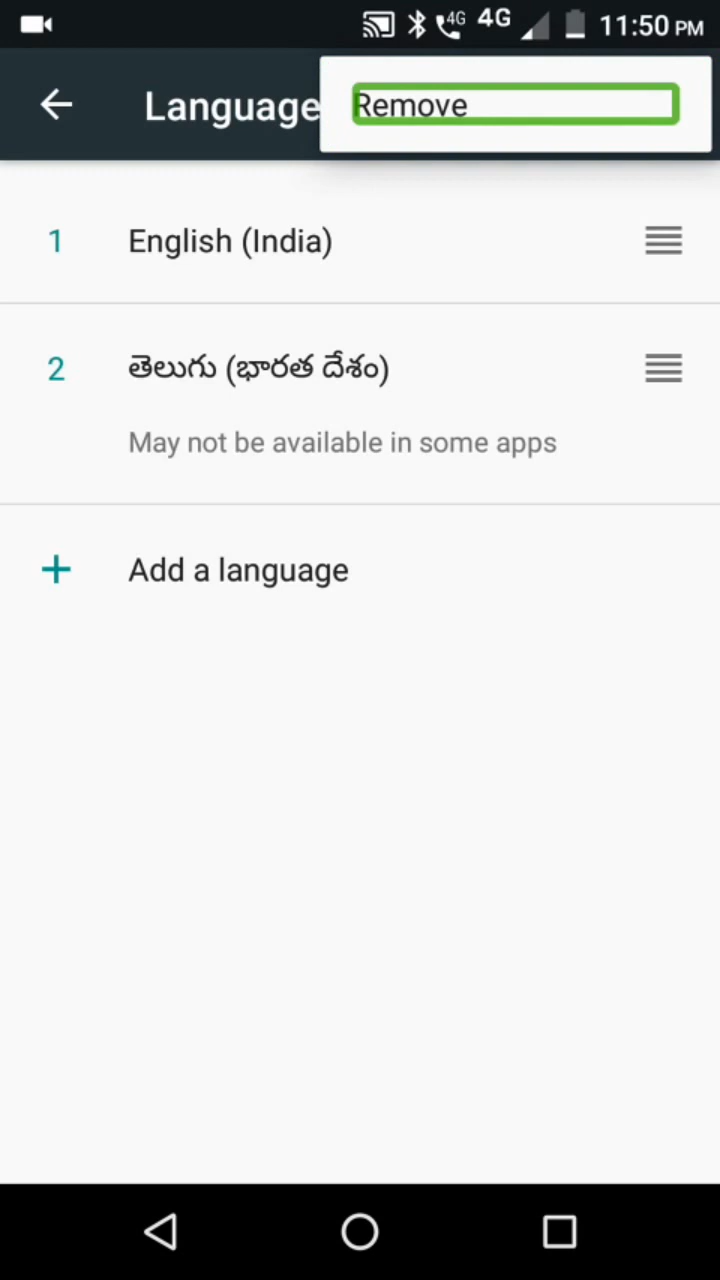 4G 4G 11:50 PM
Language
Remove
1 English (India)
2 తెలుగు (భారత దేశం)
May not be available in some apps
+ Add a language